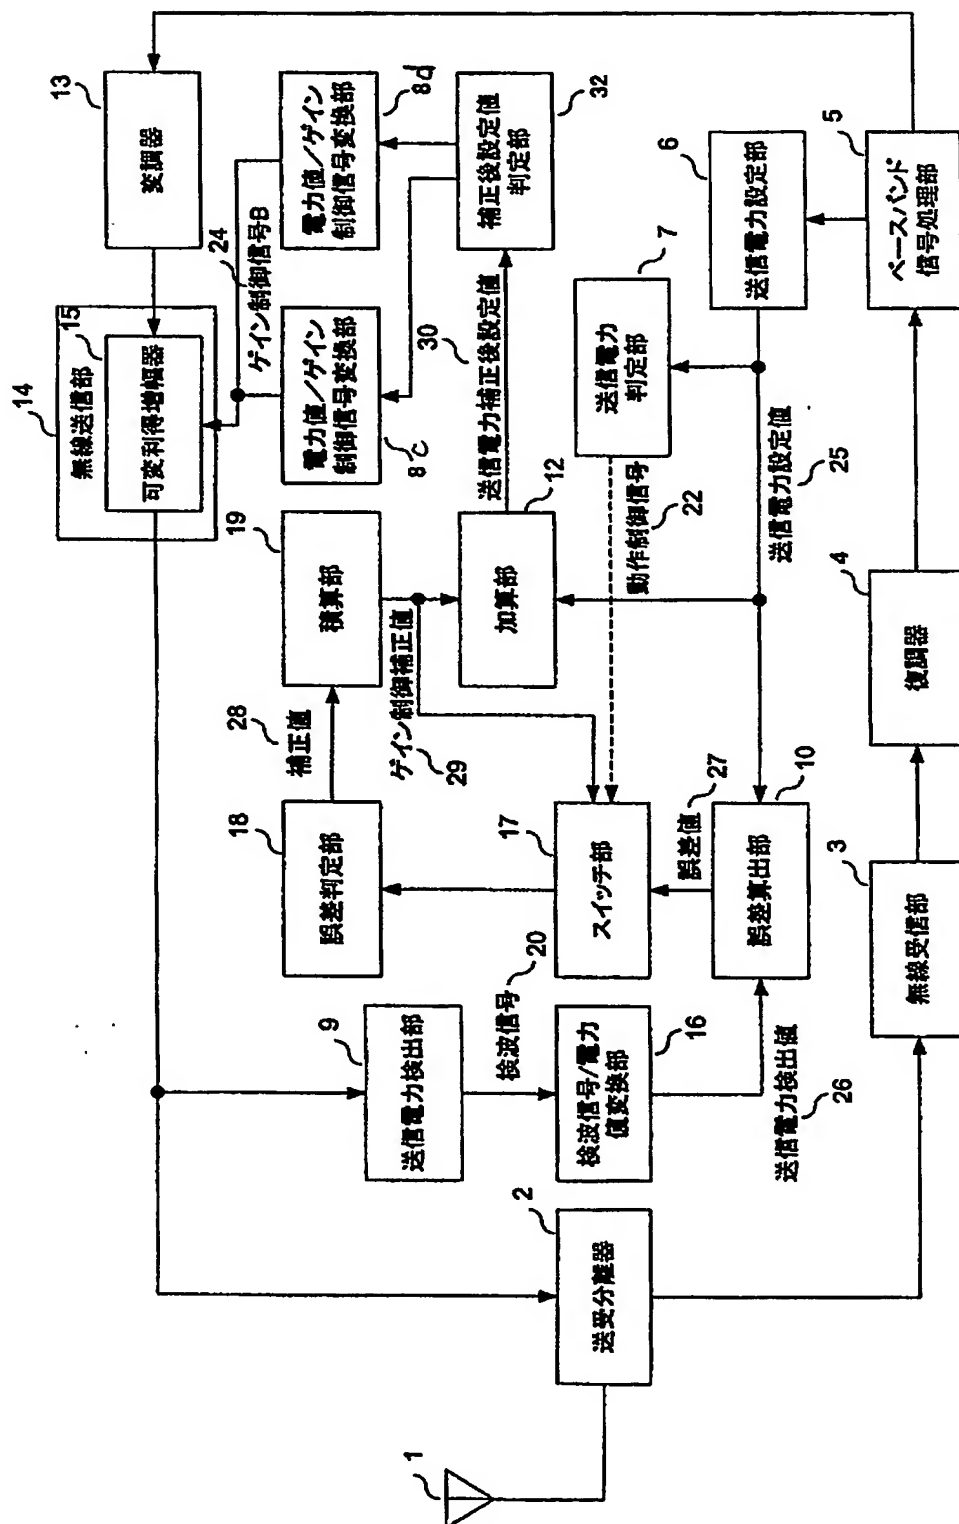 1
2
送受分離器
3
無線受信部
4
復調器
5
ベースバンド
信号処理部
6
送信電力設定部
7
送信電力
判定部
動作制御信号
22
送信電力設定値
25
9
送信電力検出部
検波信号
20
検波信号/電力
値変換部
16
送信電力検出値
26
10
誤差算出部
誤差値
27
17
スイッチ部
18
誤差判定部
補正値
28
19
積算部
ゲイン制御補正値
29
12
加算部
送信電力補正後設定値
30
32
補正後設定値
判定部
8c
電力値/ゲイン
制御信号変換部
8d
電力値/ゲイン
制御信号変換部
ゲイン制御信号B
24
13
変調器
14
無線送信部
15
可変利得増幅器